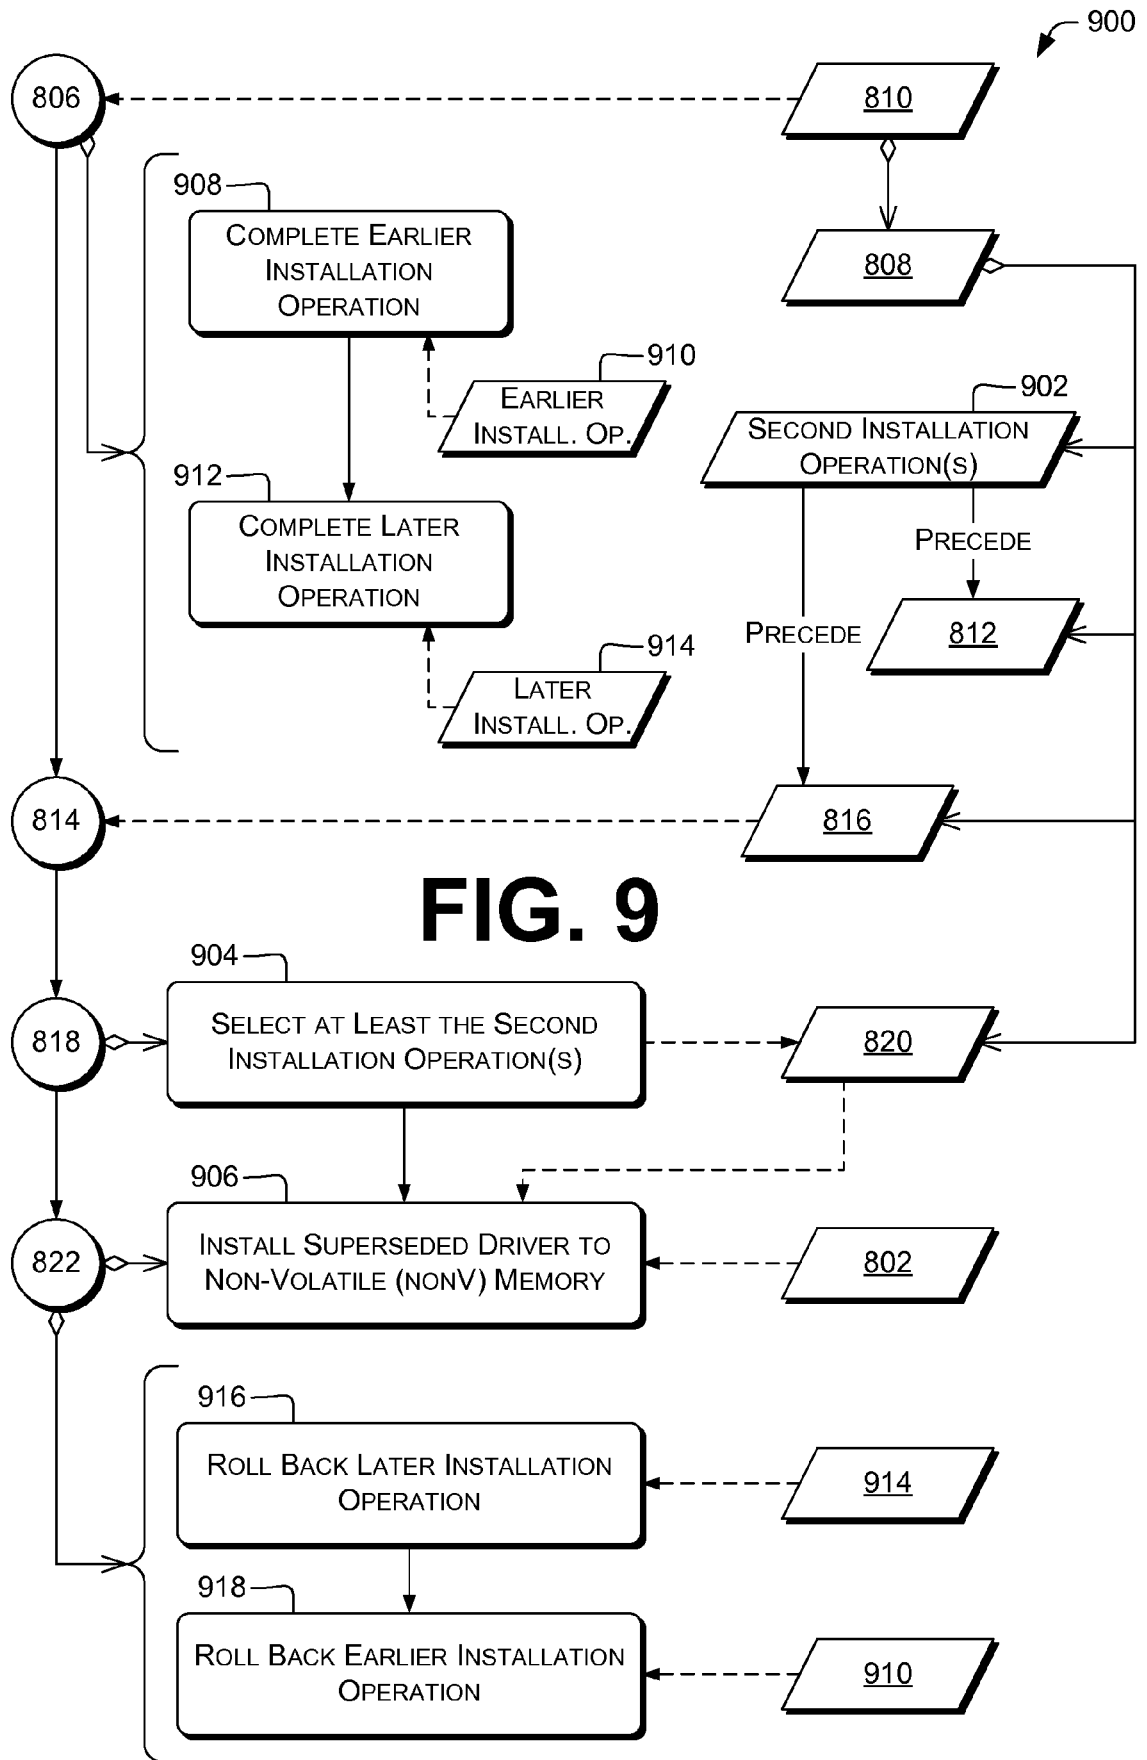 900
806
810
908
COMPLETE EARLIER
INSTALLATION
OPERATION
808
910
EARLIER
INSTALL. OP.
902
SECOND INSTALLATION
OPERATION(S)
912
COMPLETE LATER
INSTALLATION
OPERATION
PRECEDE
PRECEDE
812
914
LATER
INSTALL. OP.
814
816
FIG. 9
904
818
SELECT AT LEAST THE SECOND
INSTALLATION OPERATION(S)
820
906
822
INSTALL SUPERSEDED DRIVER TO
NON-VOLATILE (NONV) MEMORY
802
916
ROLL BACK LATER INSTALLATION
OPERATION
914
918
ROLL BACK EARLIER INSTALLATION
OPERATION
910